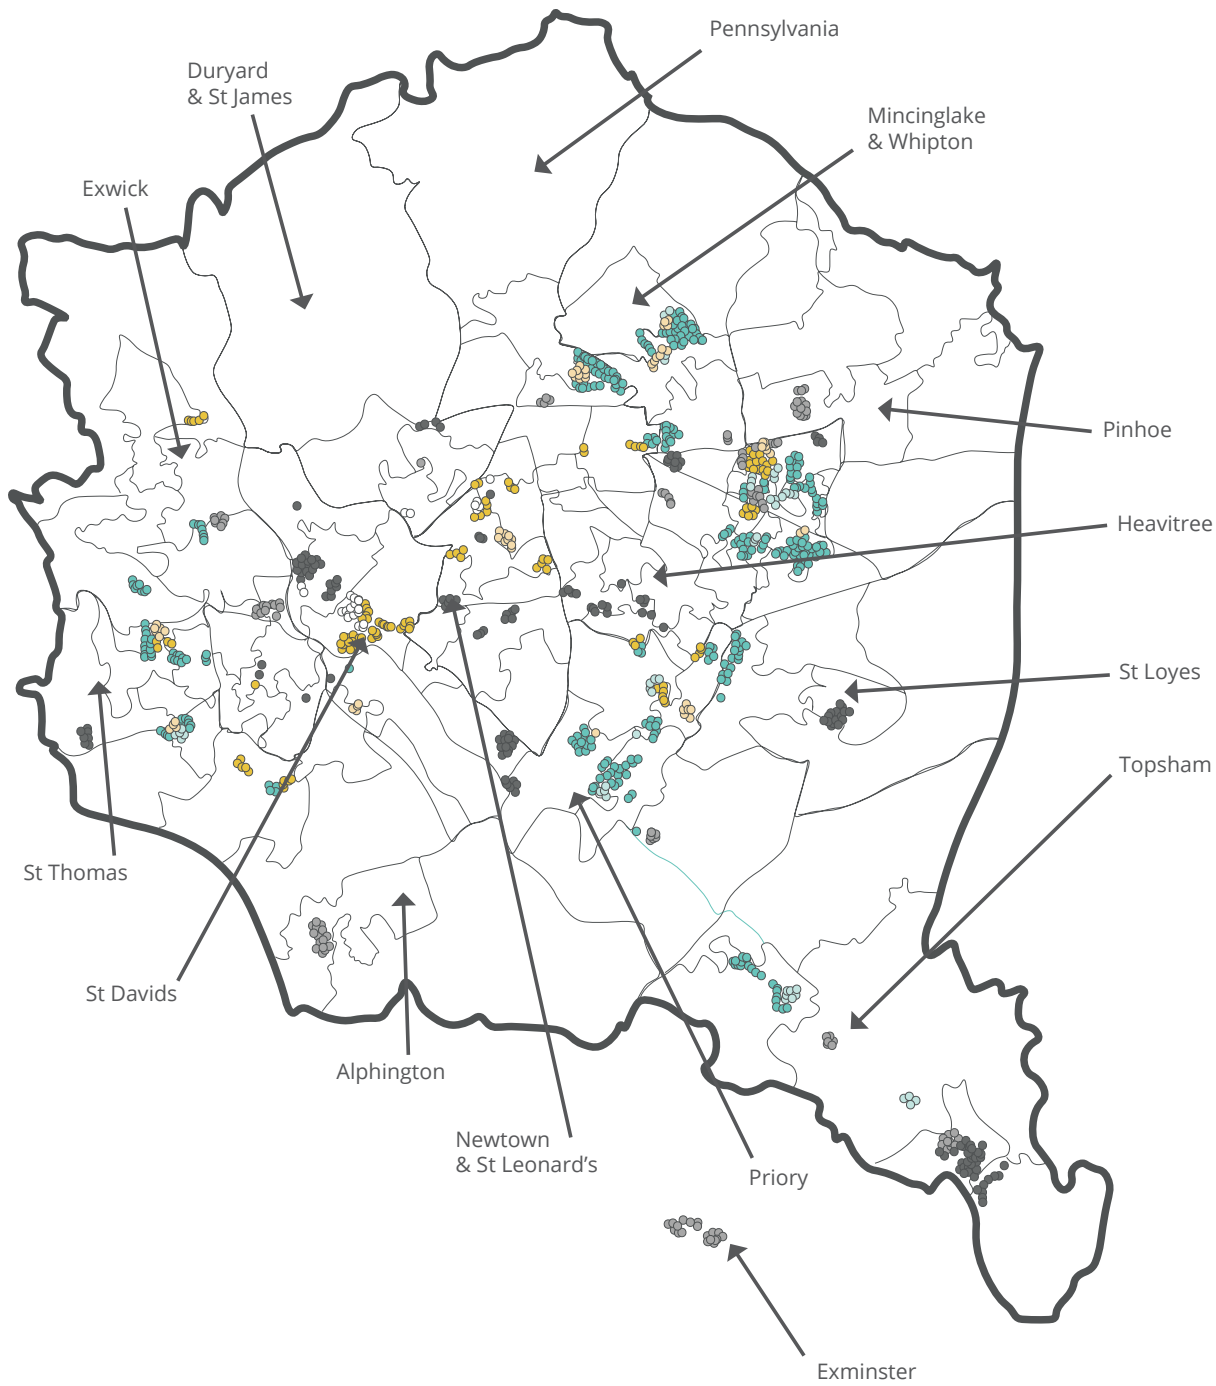 Pennsylvania
Duryard
& St James
Mincinglake
& Whipton
Exwick
Pinhoe
Heavitree
St Loyes
Topsham
St Thomas
St Davids
Alphington
Newtown
& St Leonard’s
Priory
Exminster